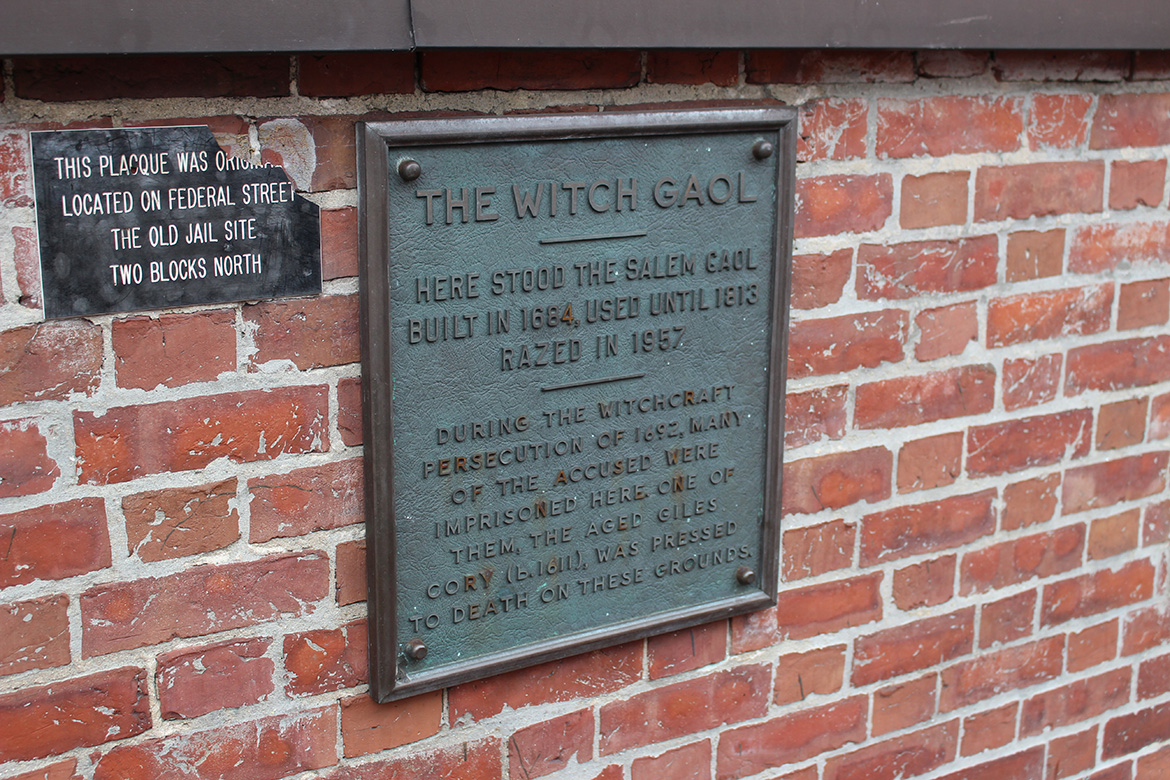 THIS PLACQUE WAS
LOCATED ON FEDERAL STREET
THE OLD JAIL SITE
TWO BLOCKS NORTH
THE WITCH GAOL
HERE STOOD THE SALEM GAOL
BUILT IN 1684, USED UNTIL 1813
RAZED IN 1957.
DURING THE WITCHCRAFT
PERSECUTION OF 1692, MANY
OF THE ACCUSED WERE
IMPRISONED HERE. ONE OF
THEM, THE AGED GILES
CORY (b.1611), WAS PRESSED
TO DEATH ON THESE GROUNDS.